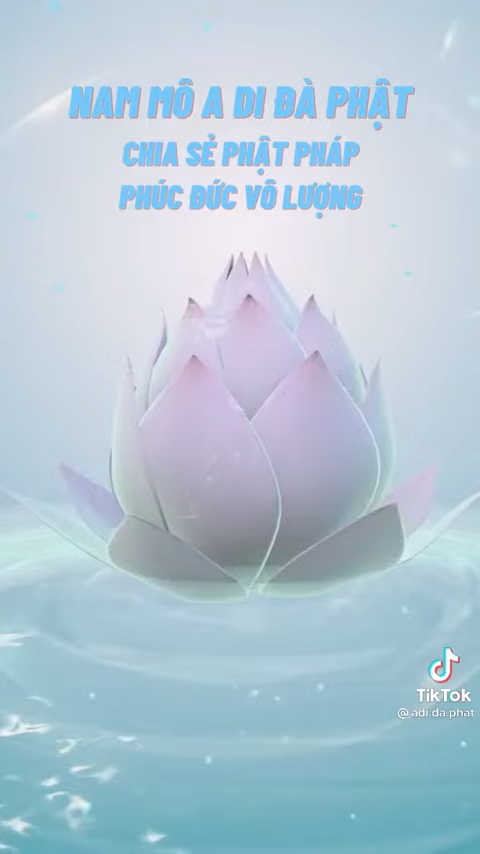 NAM MÔ A DI ĐÀ PHẬT
CHIA SẺ PHẬT PHÁP
PHÚC ĐỨC VÔ LƯỢNG
TikTok
@adi.da.phat